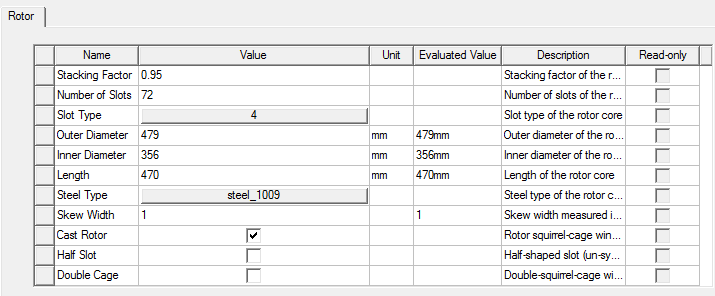 Rotor
Name Value Unit Evaluated Value Description Read-only
Stacking Factor 0.95 Stacking factor of the r...
Number of Slots 72 Number of slots of the r...
Slot Type 4 Slot type of the rotor core
Outer Diameter 479 mm 479mm Outer diameter of the ro...
Inner Diameter 356 mm 356mm Inner diameter of the ro...
Length 470 mm 470mm Length of the rotor core
Steel Type steel_1009 Steel type of the rotor c...
Skew Width 1 1 Skew width measured i...
Cast Rotor Rotor squirrel-cage win...
Half Slot Half-shaped slot (un-sy...
Double Cage Double-squirrel-cage wi...